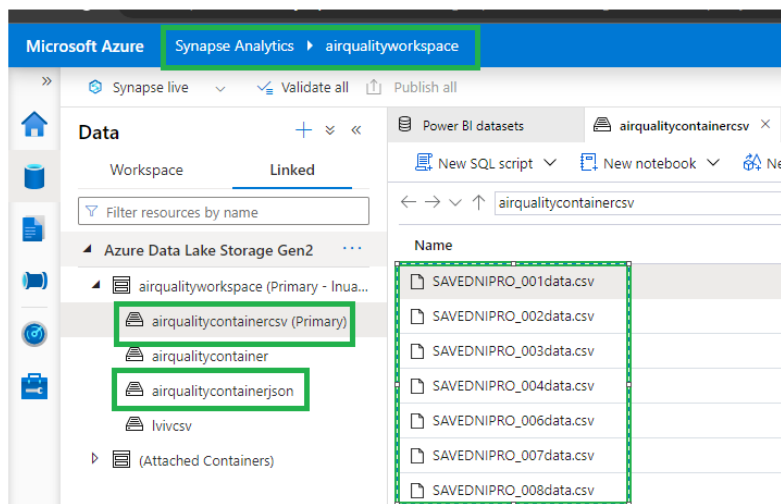 Microsoft Azure Synapse Analytics airqualityworkspace
Synapse live Validate all Publish all
Data
Workspace Linked
Filter resources by name
Azure Data Lake Storage Gen2
airqualityworkspace (Primary - lnua...
airqualitycontainercsv (Primary)
airqualitycontainer
airqualitycontainerjson
lvivcsv
(Attached Containers)
Power BI datasets airqualitycontainercsv
New SQL script New notebook Ne
airqualitycontainercsv
Name
SAVEDNIPRO_001data.csv
SAVEDNIPRO_002data.csv
SAVEDNIPRO_003data.csv
SAVEDNIPRO_004data.csv
SAVEDNIPRO_006data.csv
SAVEDNIPRO_007data.csv
SAVEDNIPRO_008data.csv